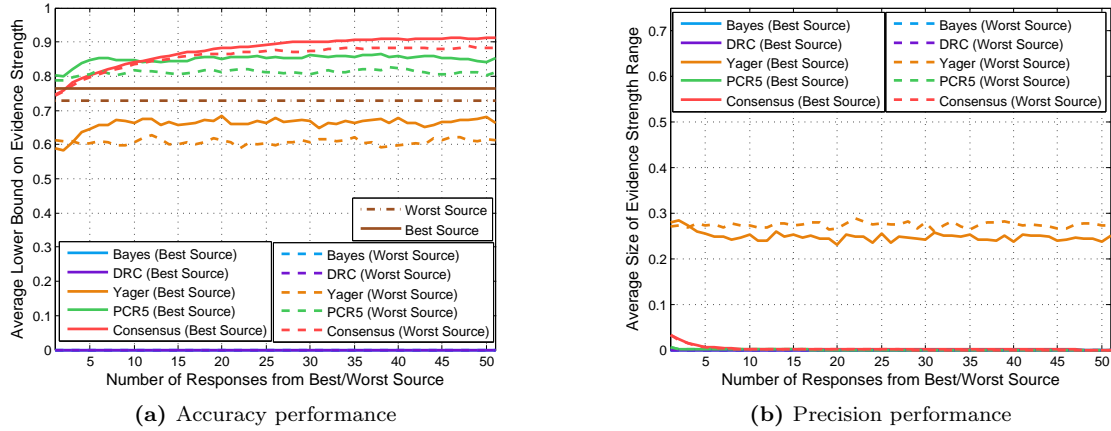 Average Lower Bound on Evidence Strength
1
0.9
0.8
0.7
0.6
0.5
0.4
0.3
0.2
0.1
0
Worst Source
Best Source
Bayes (Best Source)
DRC (Best Source)
Yager (Best Source)
PCR5 (Best Source)
Consensus (Best Source)
Bayes (Worst Source)
DRC (Worst Source)
Yager (Worst Source)
PCR5 (Worst Source)
Consensus (Worst Source)
5 10 15 20 25 30 35 40 45 50
Number of Responses from Best/Worst Source
(a) Accuracy performance
Average Size of Evidence Strength Range
0.7
0.6
0.5
0.4
0.3
0.2
0.1
0
Bayes (Best Source)
DRC (Best Source)
Yager (Best Source)
PCR5 (Best Source)
Consensus (Best Source)
Bayes (Worst Source)
DRC (Worst Source)
Yager (Worst Source)
PCR5 (Worst Source)
Consensus (Worst Source)
5 10 15 20 25 30 35 40 45 50
Number of Responses from Best/Worst Source
(b) Precision performance